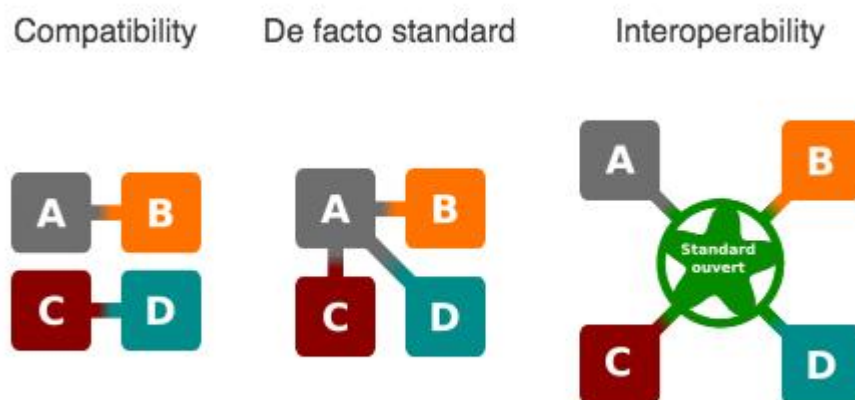 Compatibility
De facto standard
Interoperability
A
B
C
D
A
B
C
D
A
B
Standard
ouvert
C
D